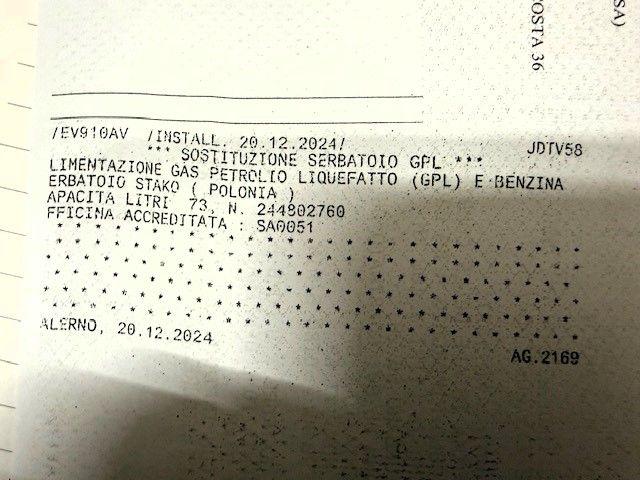 SA)
OSTA 36
/EV910AV /INSTALL. 20.12.2024/ JDTV58
*** SOSTITUZIONE SERBATOIO GPL ***
LIMENTAZIONE GAS PETROLIO LIQUEFATTO (GPL) E BENZINA
ERBATOIO STAKO ( POLONIA )
APACITA LITRI 73, N. 244802760
FFICINA ACCREDITATA : SA0051
ALERNO, 20.12.2024
AG.2169